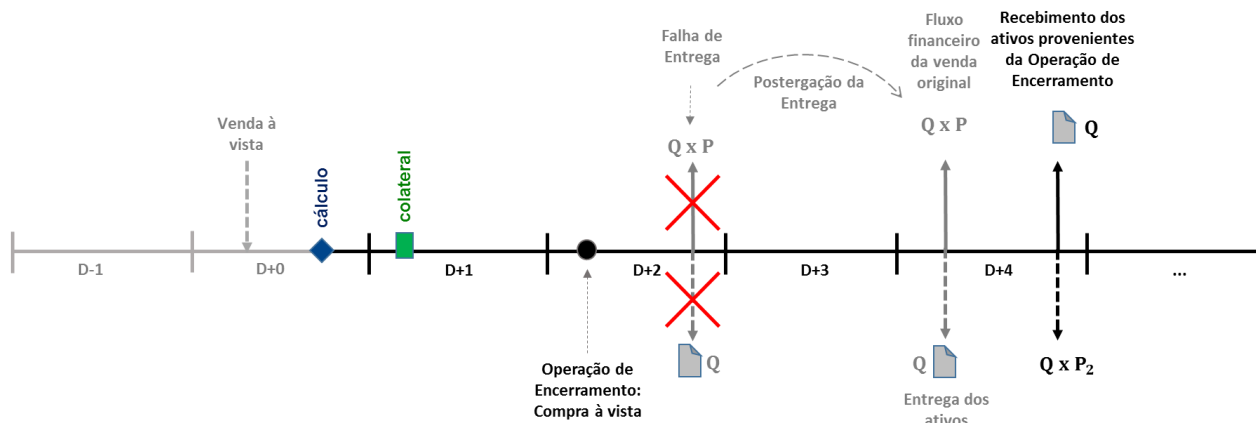 Falha de
Entrega
Postergação da
Entrega
Fluxo
financeiro
da venda
original
Recebimento dos
ativos provenientes
da Operação de
Encerramento
Venda à
vista
Q x P
Q x P
Q
cálculo
colateral
D-1
D+0
D+1
D+2
D+3
D+4
...
Operação de
Encerramento:
Compra à vista
Q
Q
Q x P₂
Entrega dos
ativos